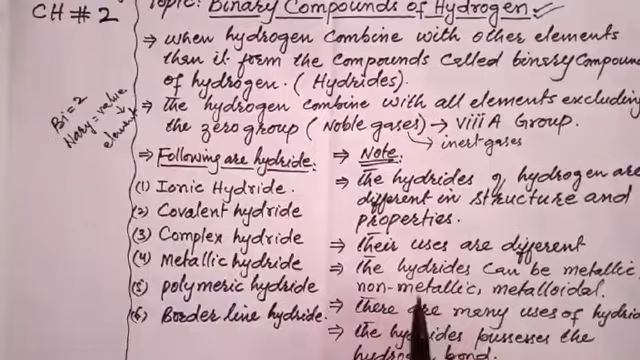 CH # 2
Topic: Binary Compounds of Hydrogen
⇒ when hydrogen combine with other elements
than it form the compounds called binary compoun
of hydrogen. (Hydrides).
Bi = 2
Nary = value
↓
element
⇒ the hydrogen combine with all elements excluding
the zero group (Noble gases) → VIII A Group.
inert gases
⇒ Following are hydride:
(1) Ionic Hydride.
(2) Covalent hydride
(3) Complex hydride
(4) Metallic hydride
(5) polymeric hydride
(6) Border line hydride.
⇒ Note:
⇒ the hydrides of hydrogen are
different in structure and
properties.
⇒ their uses are different
⇒ the hydrides can be metallic
non-metallic, metalloidal.
⇒ there are many uses of hydrid
⇒ the hydrides possesses the
hydrogen bond.